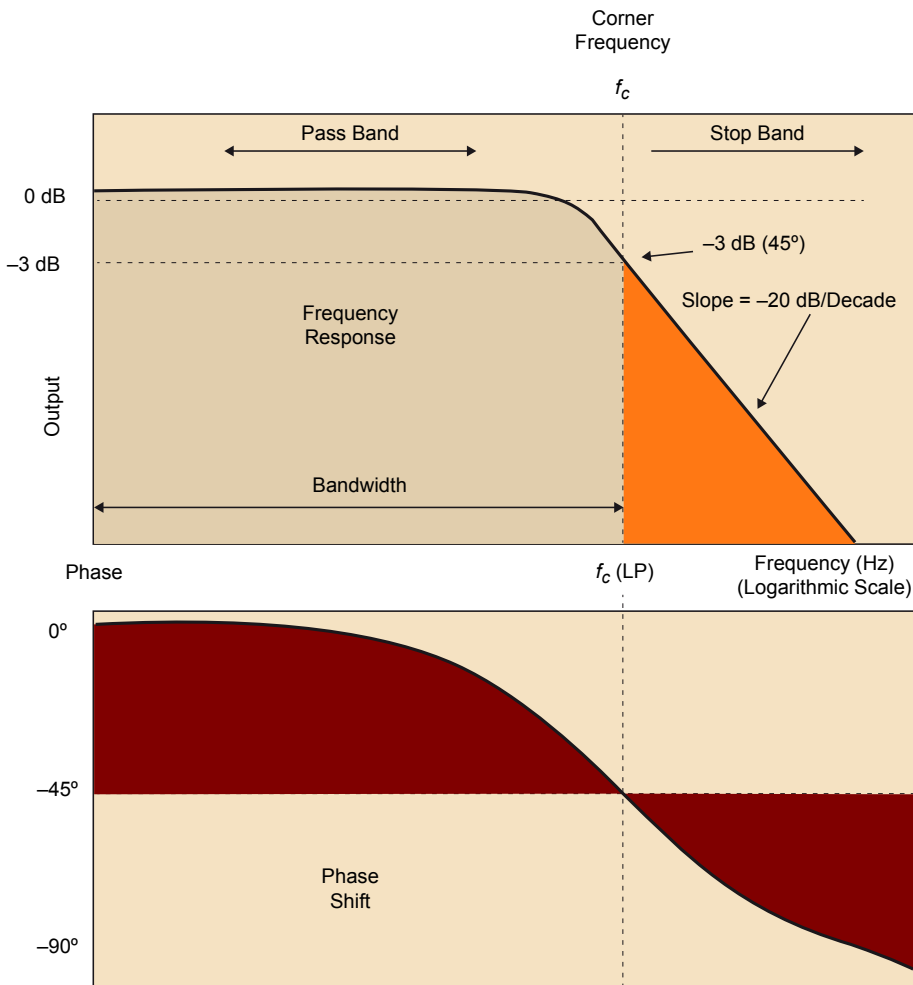 Corner
Frequency
fc
Pass Band
Stop Band
0 dB
–3 dB
–3 dB (45º)
Slope = –20 dB/Decade
Frequency
Response
Output
Bandwidth
Phase
fc (LP)
Frequency (Hz)
(Logarithmic Scale)
0º
–45º
Phase
Shift
–90º